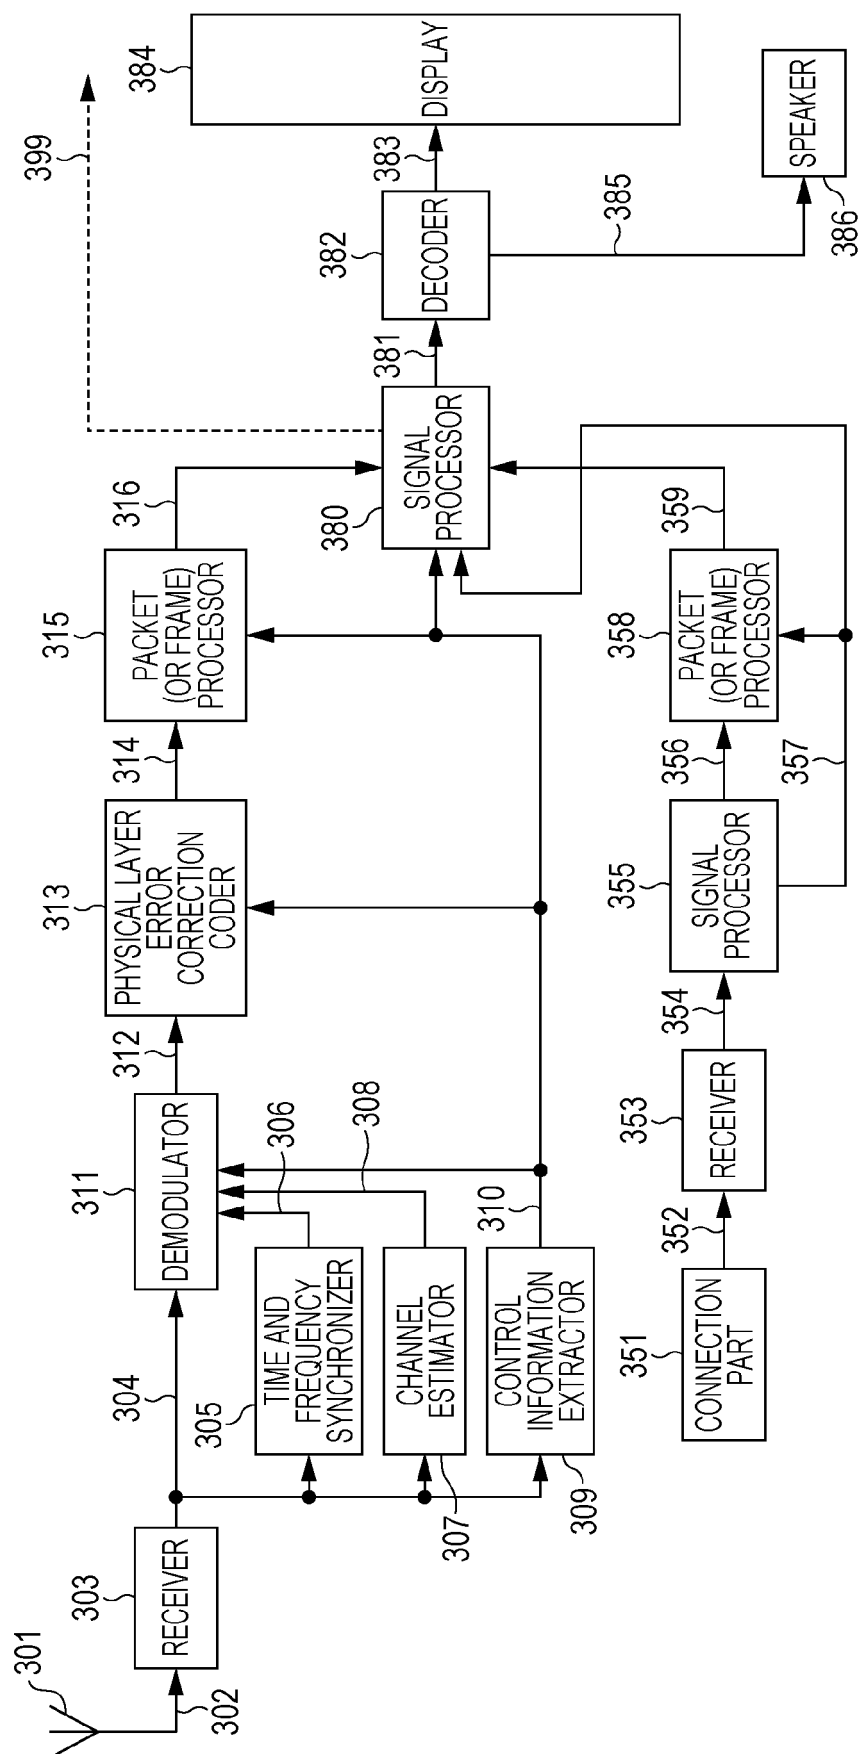 301
302
303
RECEIVER
304
305
TIME AND
FREQUENCY
SYNCHRONIZER
306
307
CHANNEL
ESTIMATOR
308
309
CONTROL
INFORMATION
EXTRACTOR
310
311
DEMODULATOR
312
313
PHYSICAL LAYER
ERROR
CORRECTION
CODER
314
315
PACKET
(OR FRAME)
PROCESSOR
316
351
CONNECTION
PART
352
353
RECEIVER
354
355
SIGNAL
PROCESSOR
356
357
358
PACKET
(OR FRAME)
PROCESSOR
359
380
SIGNAL
PROCESSOR
381
382
DECODER
383
384
DISPLAY
385
386
SPEAKER
399